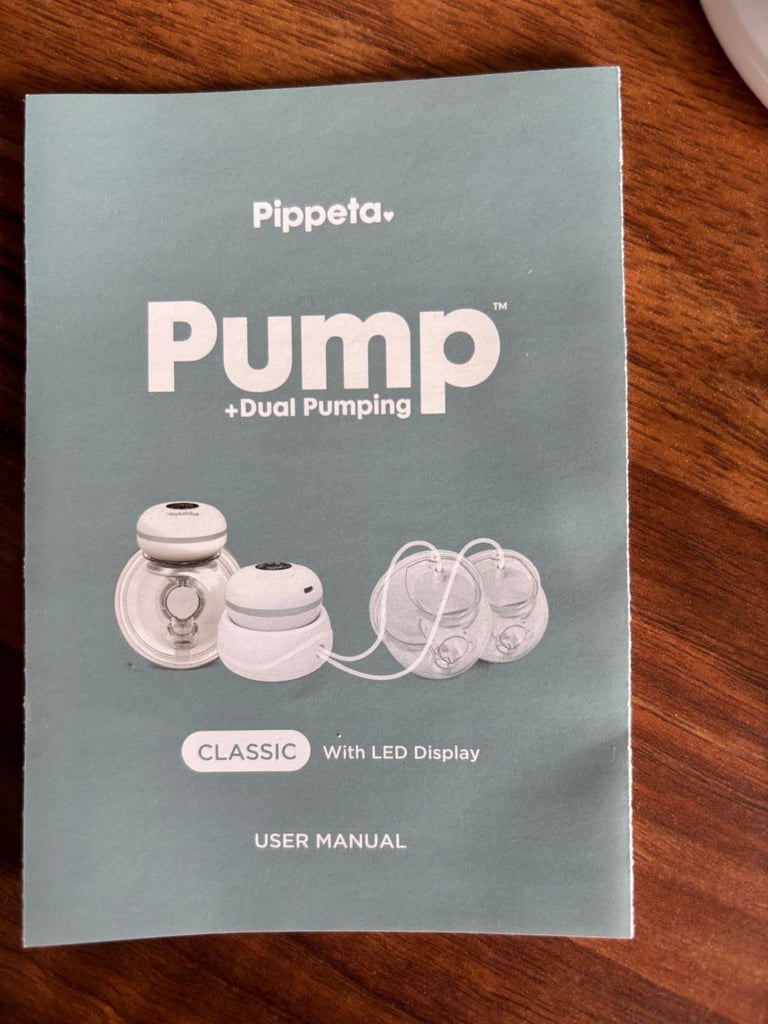 Pippeta
Pump™
+Dual Pumping
CLASSIC With LED Display
USER MANUAL